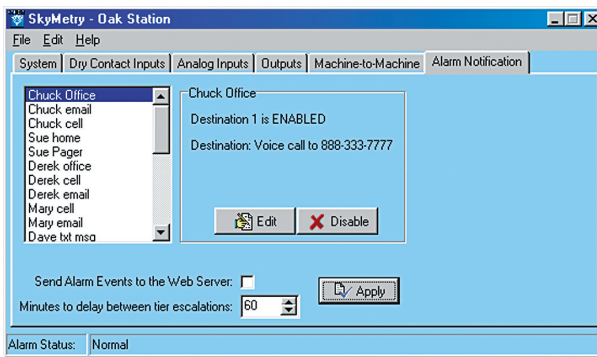 SkyMetry - Oak Station
File Edit Help
System Dry Contact Inputs Analog Inputs Outputs Machine-to-Machine Alarm Notification
Chuck Office
Chuck email
Chuck cell
Sue home
Sue Pager
Derek office
Derek cell
Derek email
Mary cell
Mary email
Dave txt msg
Chuck Office
Destination 1 is ENABLED
Destination: Voice call to 888-333-7777
Edit Disable
Send Alarm Events to the Web Server:
Minutes to delay between tier escalations: 60
Apply
Alarm Status: Normal